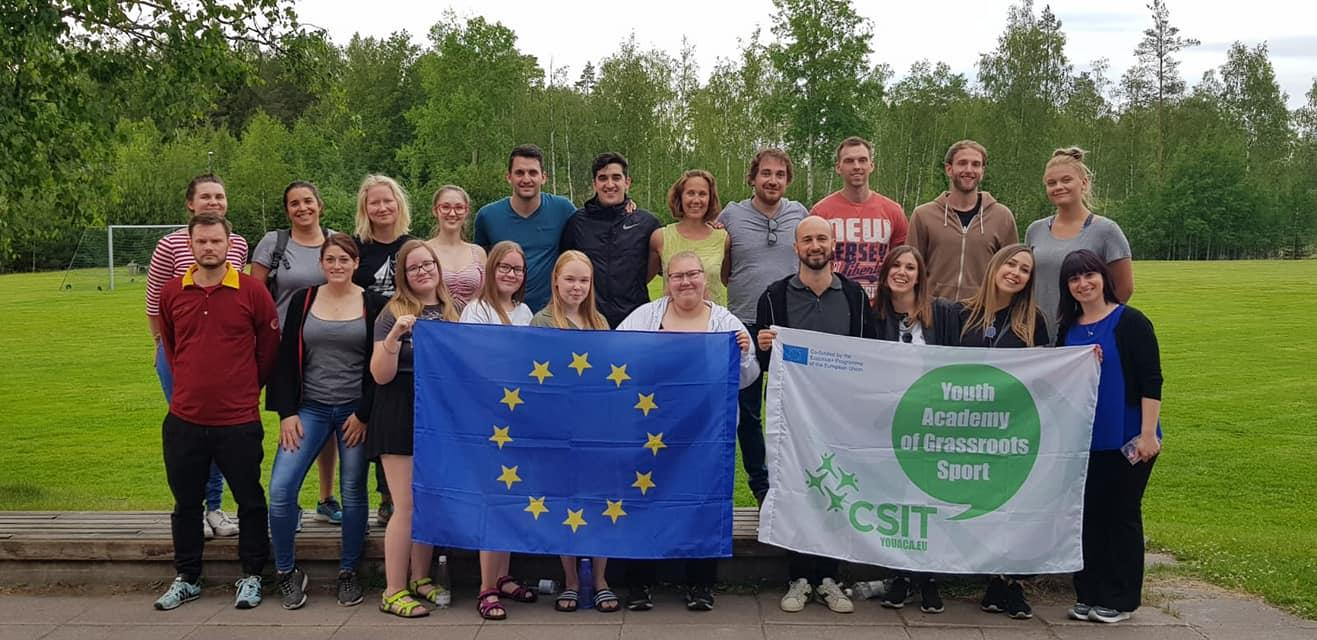 NEW
JERSEY
Co-funded by the
Erasmus+ Programme
of the European Union
Youth
Academy
of Grassroots
Sport
CSIT
YOUACA.EU